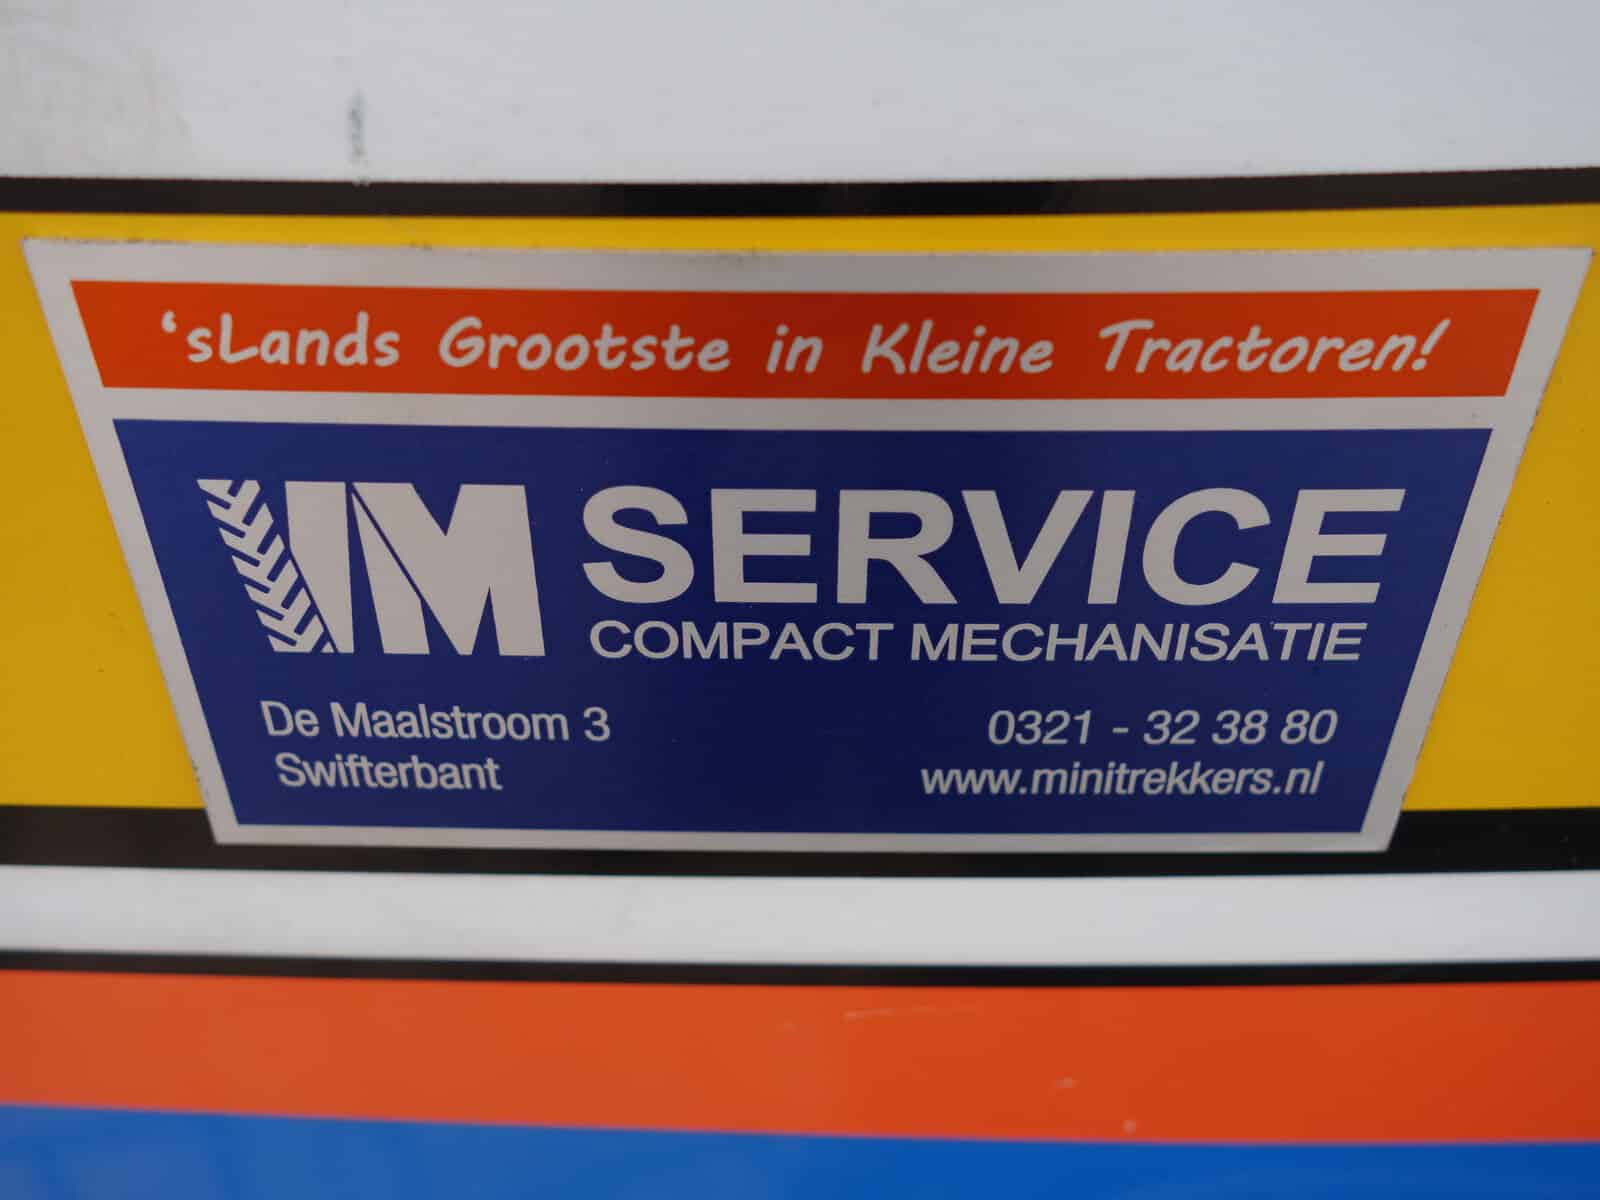 'sLands Grootste in Kleine Tractoren!
IM SERVICE
COMPACT MECHANISATIE
De Maalstroom 3
Swifterbant
0321 - 32 38 80
www.minitrekkers.nl